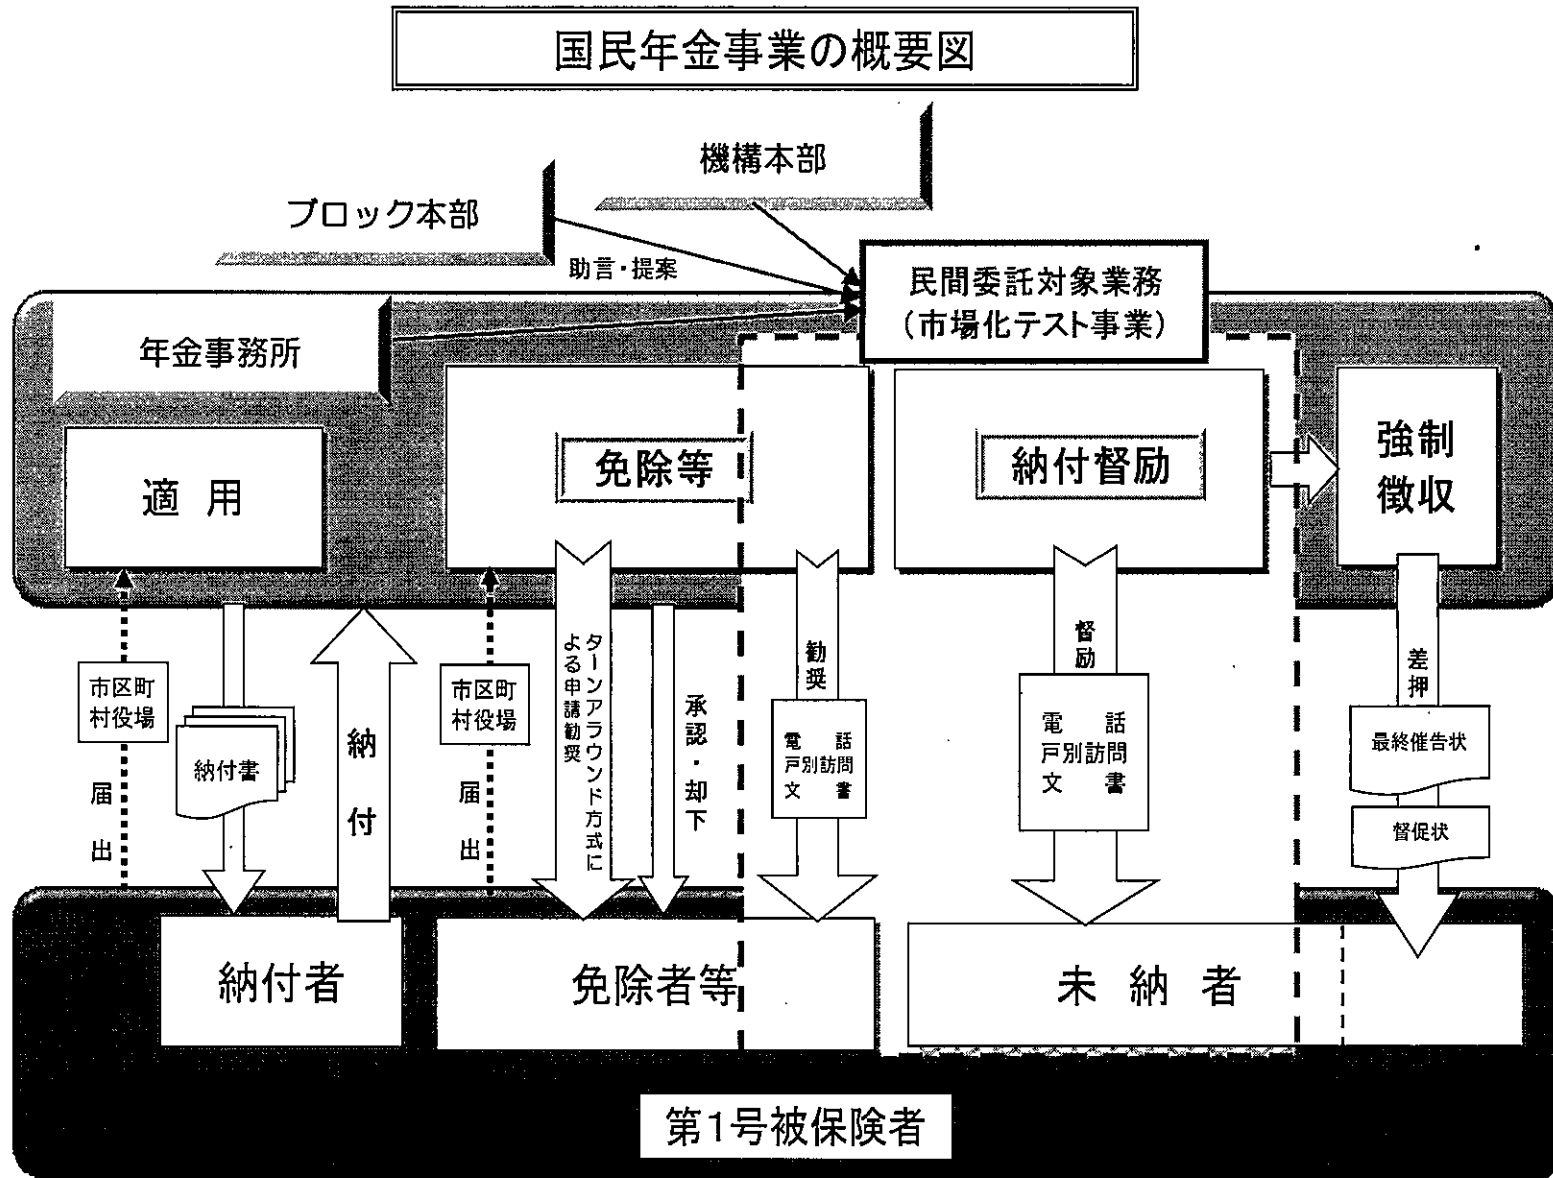 国民年金事業の概要図
機構本部
ブロック本部
助言・提案
民間委託対象業務
(市場化テスト事業)
年金事務所
適 用
免除等
納付督励
強制
徴収
市区町
村役場
届出
納付書
納付
市区町
村役場
届出
ターンアラウンド方式に
よる申請勧奨
承認・却下
勧奨
電 話
戸別訪問
文 書
督励
電 話
戸別訪問
文 書
差押
最終催告状
督促状
納付者
免除者等
未 納 者
第1号被保険者